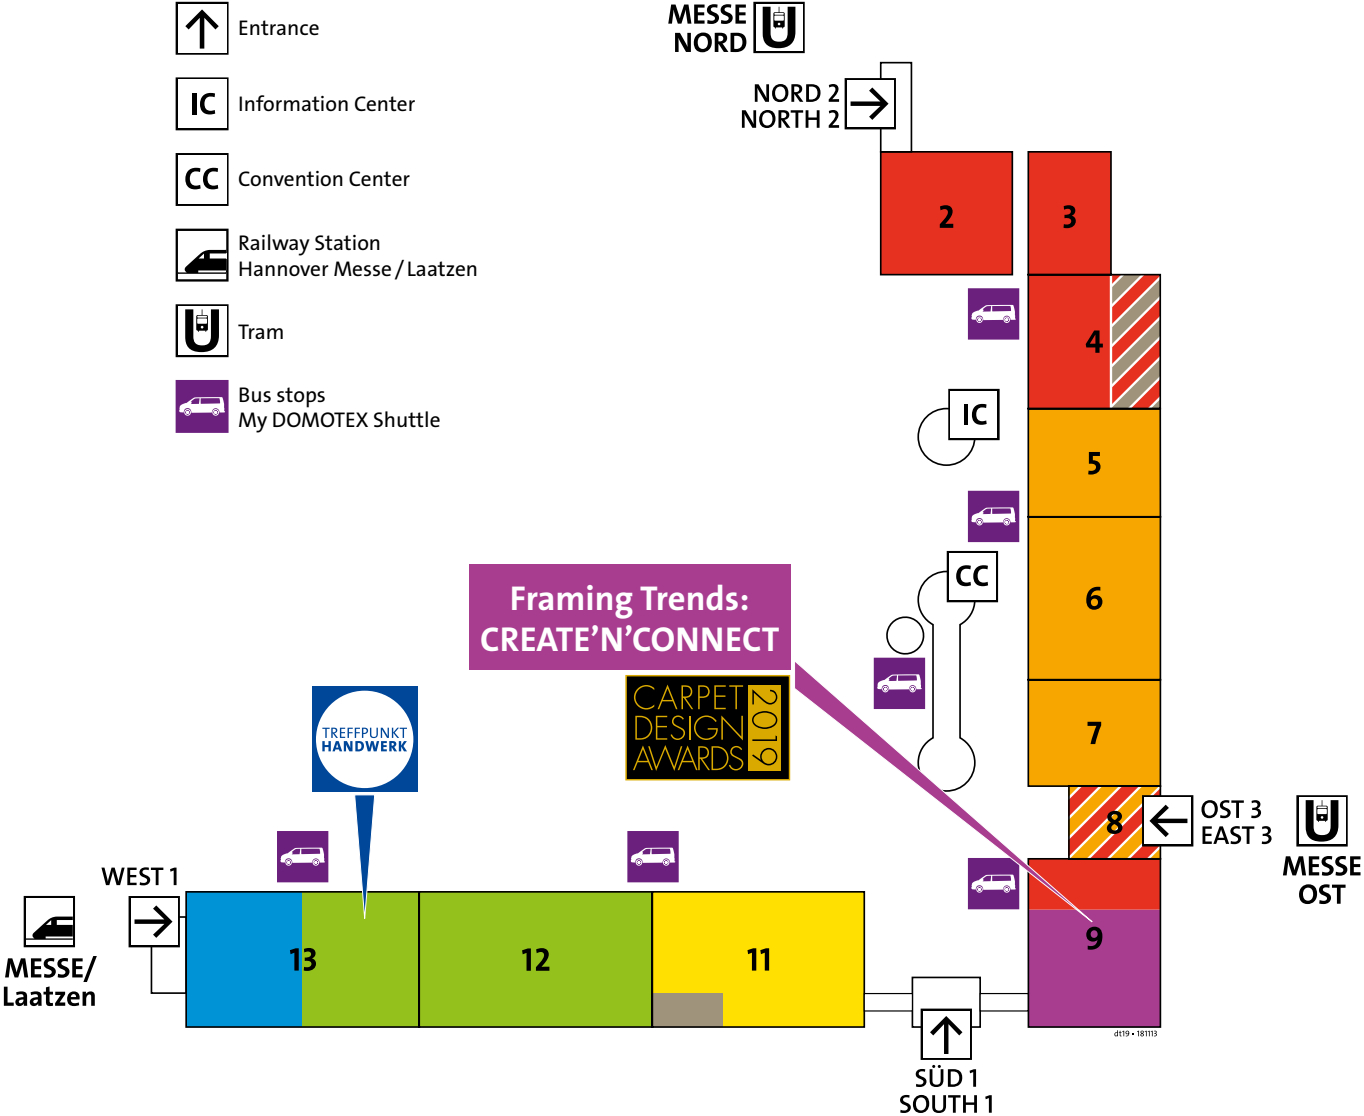 Entrance
IC
Information Center
CC
Convention Center
Railway Station
Hannover Messe / Laatzen
U
Tram
Bus stops
My DOMOTEX Shuttle
MESSE
NORD
U
NORD 2
NORTH 2
2
3
4
IC
5
CC
6
Framing Trends:
CREATE’N’CONNECT
CARPET
DESIGN
AWARDS
2019
TREFFPUNKT
HANDWERK
7
8
OST 3
EAST 3
U
MESSE
OST
WEST 1
MESSE/
Laatzen
13
12
11
9
dt19 • 181113
SÜD 1
SOUTH 1